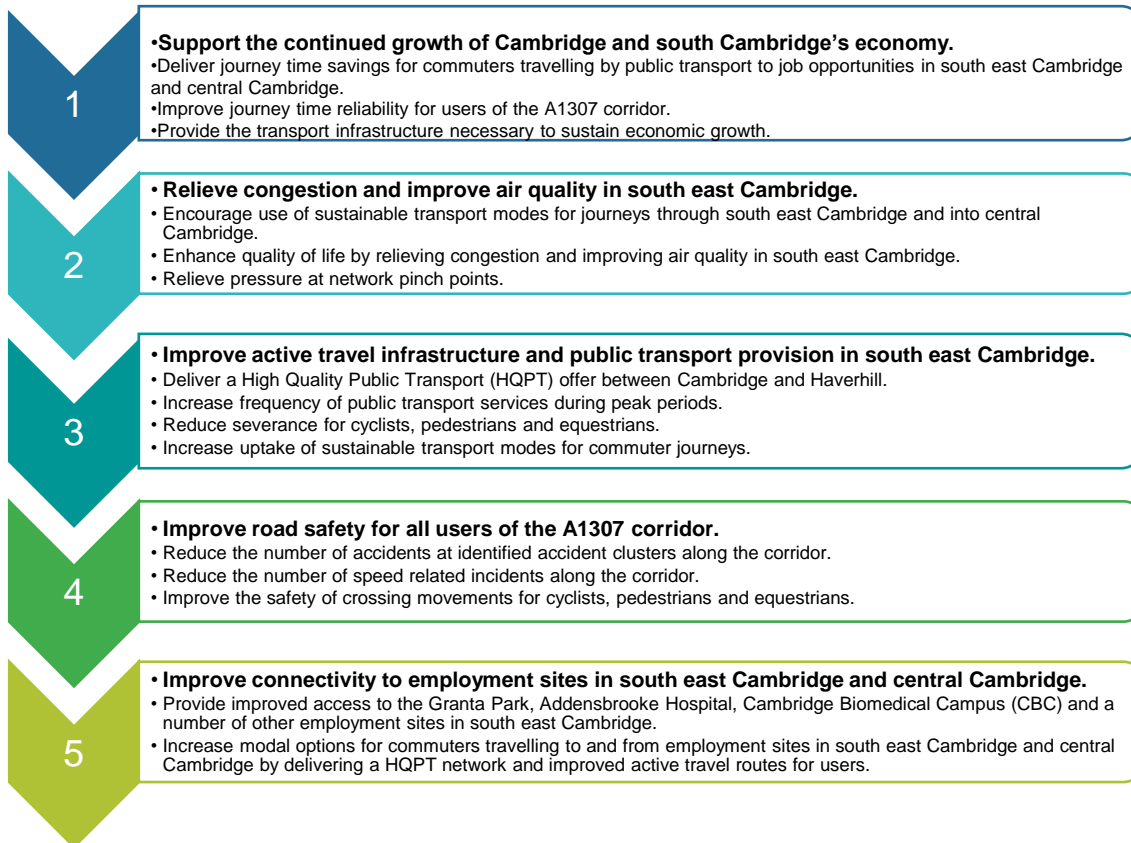 1
•Support the continued growth of Cambridge and south Cambridge's economy.
•Deliver journey time savings for commuters travelling by public transport to job opportunities in south east Cambridge
and central Cambridge.
•Improve journey time reliability for users of the A1307 corridor.
•Provide the transport infrastructure necessary to sustain economic growth.
2
• Relieve congestion and improve air quality in south east Cambridge.
• Encourage use of sustainable transport modes for journeys through south east Cambridge and into central
Cambridge.
• Enhance quality of life by relieving congestion and improving air quality in south east Cambridge.
• Relieve pressure at network pinch points.
3
• Improve active travel infrastructure and public transport provision in south east Cambridge.
• Deliver a High Quality Public Transport (HQPT) offer between Cambridge and Haverhill.
• Increase frequency of public transport services during peak periods.
• Reduce severance for cyclists, pedestrians and equestrians.
• Increase uptake of sustainable transport modes for commuter journeys.
4
• Improve road safety for all users of the A1307 corridor.
• Reduce the number of accidents at identified accident clusters along the corridor.
• Reduce the number of speed related incidents along the corridor.
• Improve the safety of crossing movements for cyclists, pedestrians and equestrians.
5
• Improve connectivity to employment sites in south east Cambridge and central Cambridge.
• Provide improved access to the Granta Park, Addensbrooke Hospital, Cambridge Biomedical Campus (CBC) and a
number of other employment sites in south east Cambridge.
• Increase modal options for commuters travelling to and from employment sites in south east Cambridge and central
Cambridge by delivering a HQPT network and improved active travel routes for users.